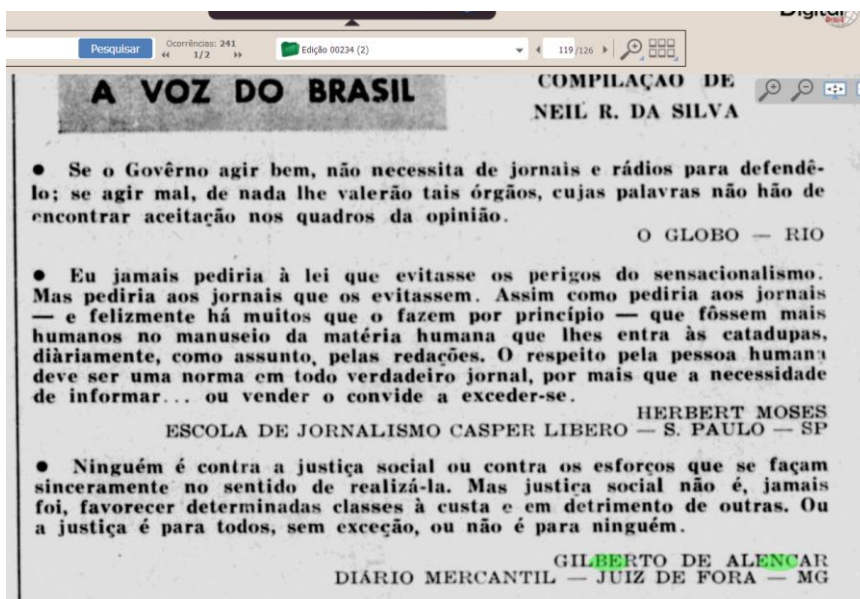 Pesquisar
Ocorrências: 241
1/2
Edição 00234 (2)
119 /126
A VOZ DO BRASIL
COMPILAÇÃO DE
NEIL R. DA SILVA
● Se o Govêrno agir bem, não necessita de jornais e rádios para defendê-
lo; se agir mal, de nada lhe valerão tais órgãos, cujas palavras não hão de
encontrar aceitação nos quadros da opinião.
O GLOBO — RIO
● Eu jamais pediria à lei que evitasse os perigos do sensacionalismo.
Mas pediria aos jornais que os evitassem. Assim como pediria aos jornais
— e felizmente há muitos que o fazem por princípio — que fôssem mais
humanos no manuseio da matéria humana que lhes entra às catadupas,
diàriamente, como assunto, pelas redações. O respeito pela pessoa humana
deve ser uma norma em todo verdadeiro jornal, por mais que a necessidade
de informar... ou vender o convide a exceder-se.
HERBERT MOSES
ESCOLA DE JORNALISMO CASPER LIBERO — S. PAULO — SP
● Ninguém é contra a justiça social ou contra os esforços que se façam
sinceramente no sentido de realizá-la. Mas justiça social não é, jamais
foi, favorecer determinadas classes à custa e em detrimento de outras. Ou
a justiça é para todos, sem exceção, ou não é para ninguém.
GILBERTO DE ALENCAR
DIÁRIO MERCANTIL — JUIZ DE FORA — MG